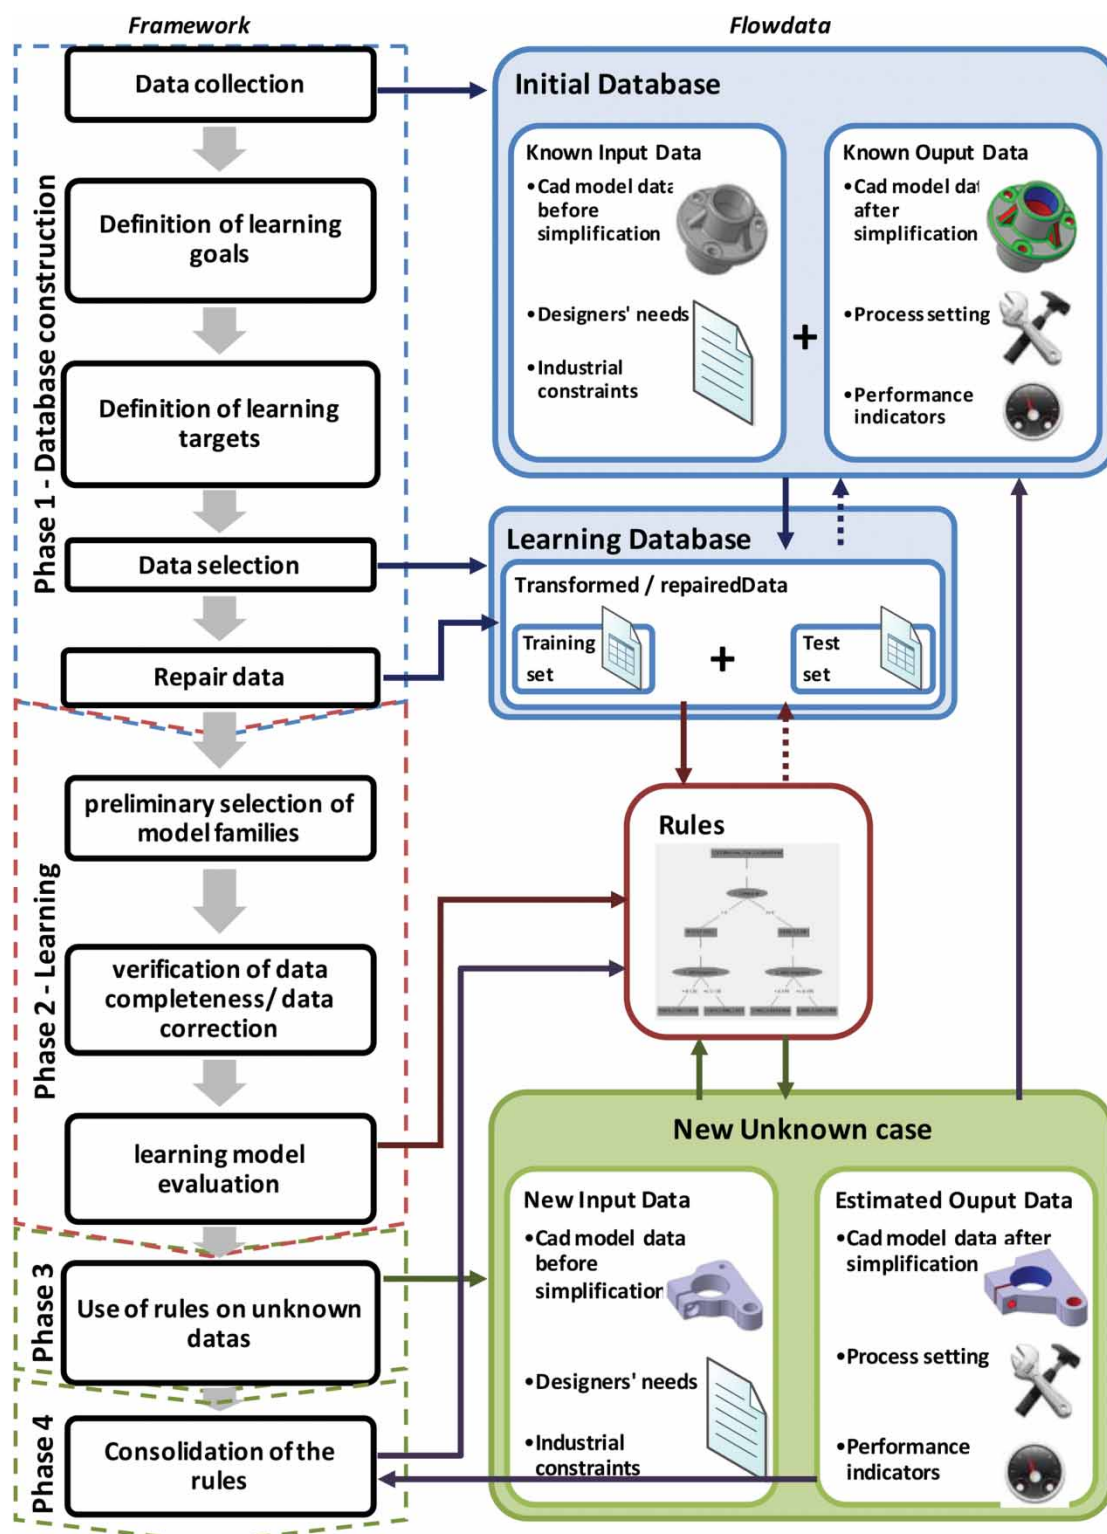 Framework
Flowdata
Phase 1 - Database construction
Data collection
Definition of learning
goals
Definition of learning
targets
Data selection
Repair data
Phase 2 - Learning
preliminary selection of
model families
verification of data
completeness/ data
correction
learning model
evaluation
Phase 3
Use of rules on unknown
datas
Phase 4
Consolidation of the
rules
Initial Database
Known Input Data
•Cad model data
before
simplification
•Designers' needs
•Industrial
constraints
+
Known Ouput Data
•Cad model da
after
simplification
•Process setting
•Performance
indicators
Learning Database
Transformed / repairedData
Training
set
+
Test
set
Rules
New Unknown case
New Input Data
•Cad model data
before
simplification
•Designers' needs
•Industrial
constraints
Estimated Ouput Data
•Cad model data after
simplification
•Process setting
•Performance
indicators